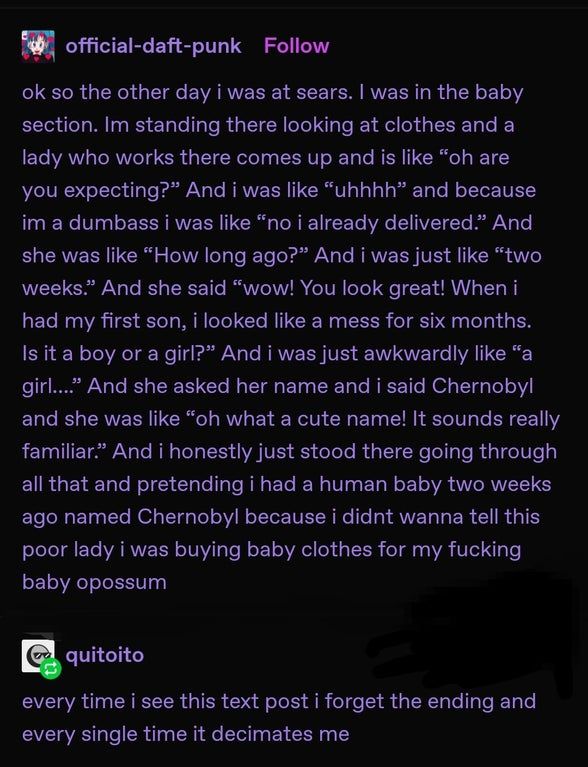 official-daft-punk Follow
ok so the other day i was at sears. I was in the baby
section. Im standing there looking at clothes and a
lady who works there comes up and is like “oh are
you expecting?” And i was like “uhhhh” and because
im a dumbass i was like “no i already delivered.” And
she was like “How long ago?” And i was just like “two
weeks.” And she said “wow! You look great! When i
had my first son, i looked like a mess for six months.
Is it a boy or a girl?” And i was just awkwardly like “a
girl....” And she asked her name and i said Chernobyl
and she was like “oh what a cute name! It sounds really
familiar.” And i honestly just stood there going through
all that and pretending i had a human baby two weeks
ago named Chernobyl because i didnt wanna tell this
poor lady i was buying baby clothes for my fucking
baby opossum
quitoito
every time i see this text post i forget the ending and
every single time it decimates me